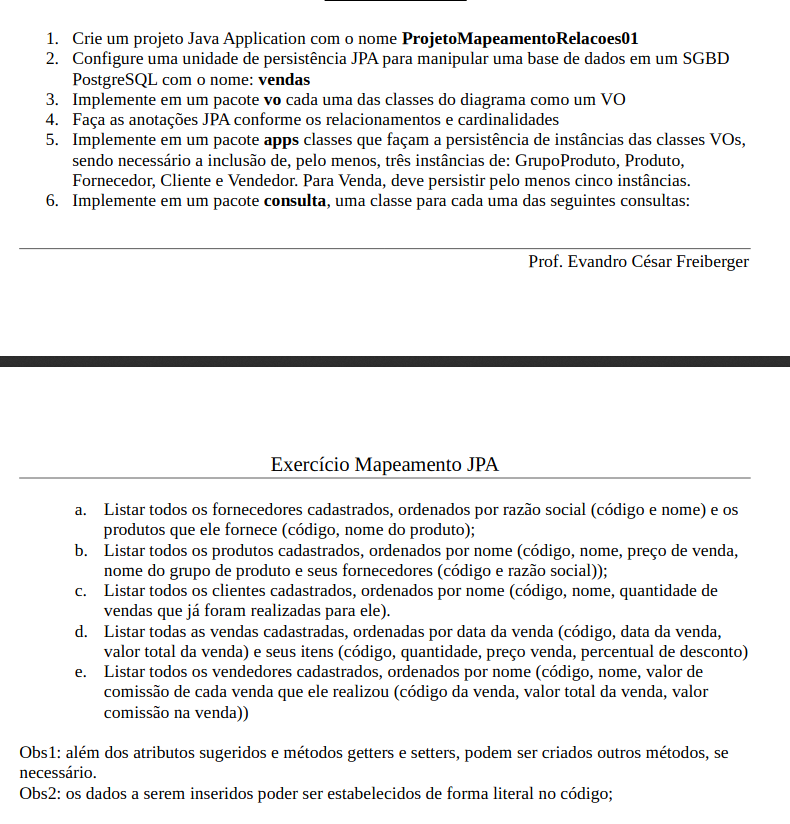 1. Crie um projeto Java Application com o nome ProjetoMapeamentoRelacoes01
2. Configure uma unidade de persistência JPA para manipular uma base de dados em um SGBD
PostgreSQL com o nome: vendas
3. Implemente em um pacote vo cada uma das classes do diagrama como um VO
4. Faça as anotações JPA conforme os relacionamentos e cardinalidades
5. Implemente em um pacote apps classes que façam a persistência de instâncias das classes VOs,
sendo necessário a inclusão de, pelo menos, três instâncias de: GrupoProduto, Produto,
Fornecedor, Cliente e Vendedor. Para Venda, deve persistir pelo menos cinco instâncias.
6. Implemente em um pacote consulta, uma classe para cada uma das seguintes consultas:
Prof. Evandro César Freiberger
Exercício Mapeamento JPA
a. Listar todos os fornecedores cadastrados, ordenados por razão social (código e nome) e os
produtos que ele fornece (código, nome do produto);
b. Listar todos os produtos cadastrados, ordenados por nome (código, nome, preço de venda,
nome do grupo de produto e seus fornecedores (código e razão social));
c. Listar todos os clientes cadastrados, ordenados por nome (código, nome, quantidade de
vendas que já foram realizadas para ele).
d. Listar todas as vendas cadastradas, ordenadas por data da venda (código, data da venda,
valor total da venda) e seus itens (código, quantidade, preço venda, percentual de desconto)
e. Listar todos os vendedores cadastrados, ordenados por nome (código, nome, valor de
comissão de cada venda que ele realizou (código da venda, valor total da venda, valor
comissão na venda))
Obs1: além dos atributos sugeridos e métodos getters e setters, podem ser criados outros métodos, se
necessário.
Obs2: os dados a serem inseridos poder ser estabelecidos de forma literal no código;